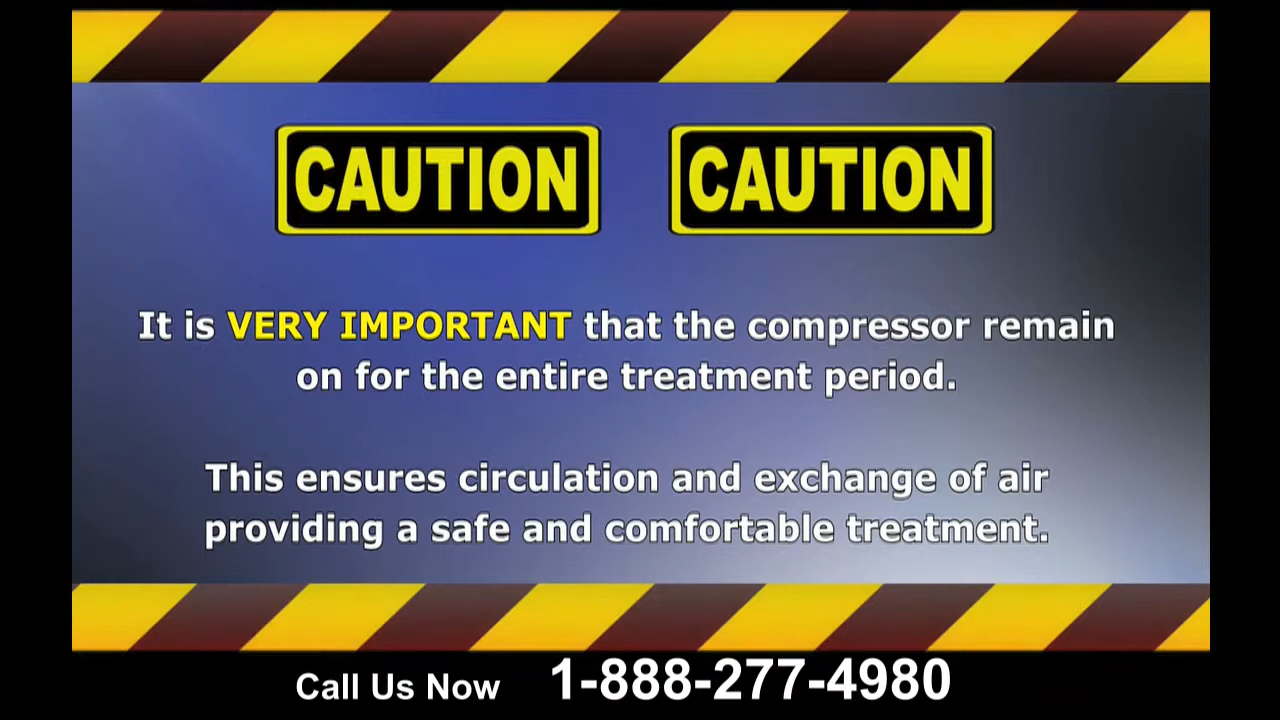 CAUTION CAUTION
It is VERY IMPORTANT that the compressor remain
on for the entire treatment period.
This ensures circulation and exchange of air
providing a safe and comfortable treatment.
Call Us Now 1-888-277-4980